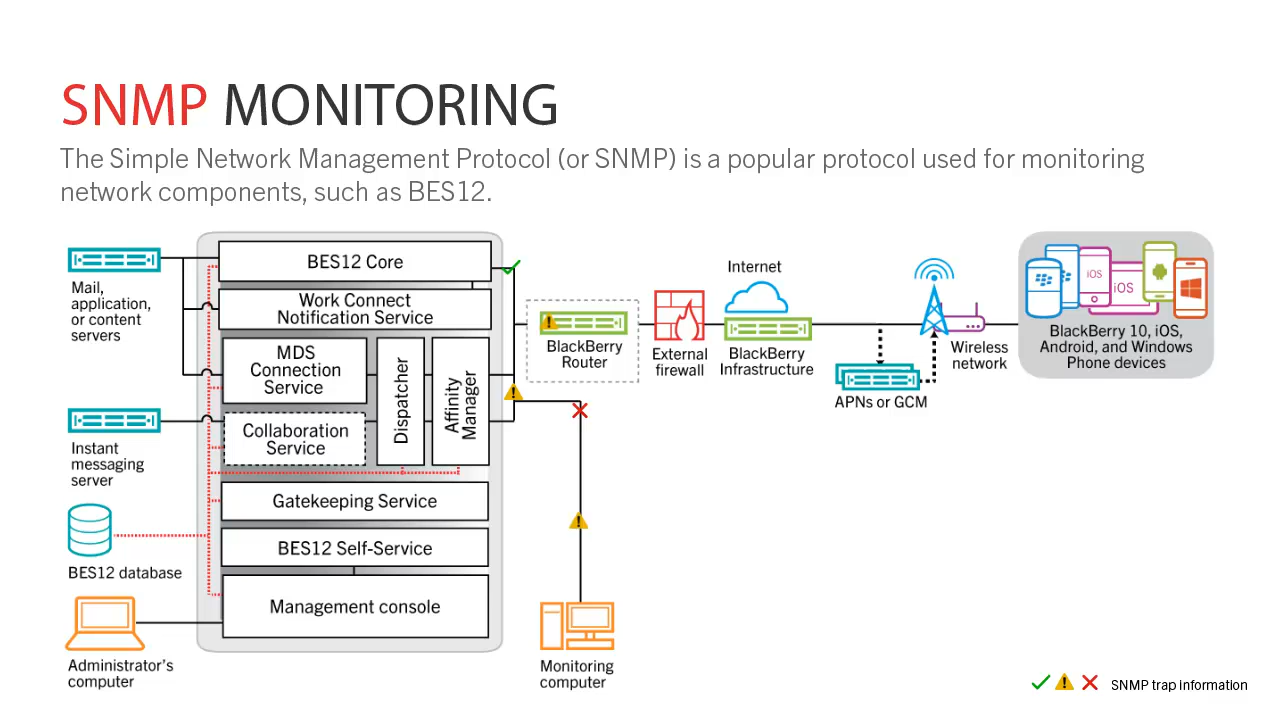 SNMP MONITORING
The Simple Network Management Protocol (or SNMP) is a popular protocol used for monitoring
network components, such as BES12.
Mail,
application,
or content
servers
Instant
messaging
server
BES12 database
Administrator's
computer
BES12 Core
Work Connect
Notification Service
MDS
Connection
Service
Collaboration
Service
Dispatcher
Affinity
Manager
Gatekeeping Service
BES12 Self-Service
Management console
BlackBerry
Router
Monitoring
computer
External
firewall
Internet
BlackBerry
Infrastructure
APNs or GCM
Wireless
network
iOS
iOS
BlackBerry 10, iOS,
Android, and Windows
Phone devices
SNMP trap information